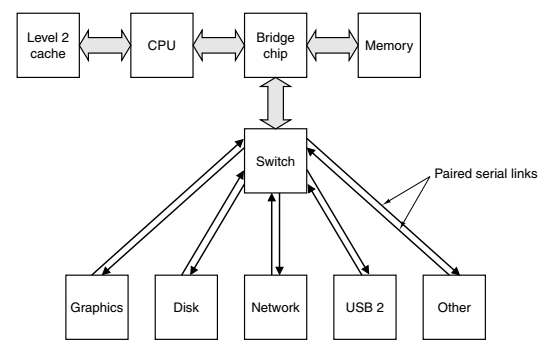 Level 2
cache
CPU
Bridge
chip
Memory
Switch
Paired serial links
Graphics
Disk
Network
USB 2
Other